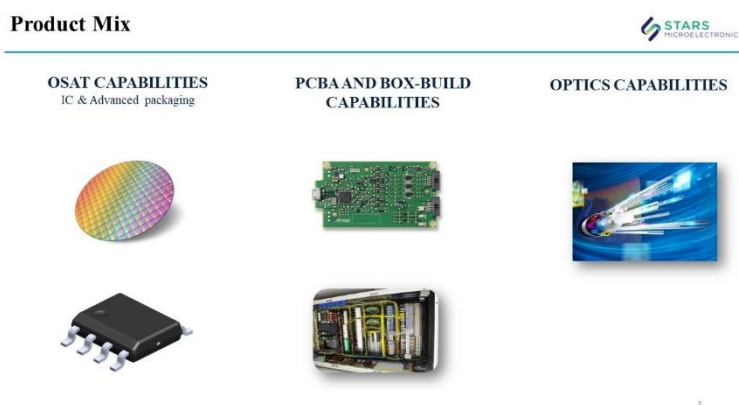 Product Mix
STARS
MICROELECTRONIC
OSAT CAPABILITIES
IC & Advanced packaging
PCBA AND BOX-BUILD
CAPABILITIES
OPTICS CAPABILITIES